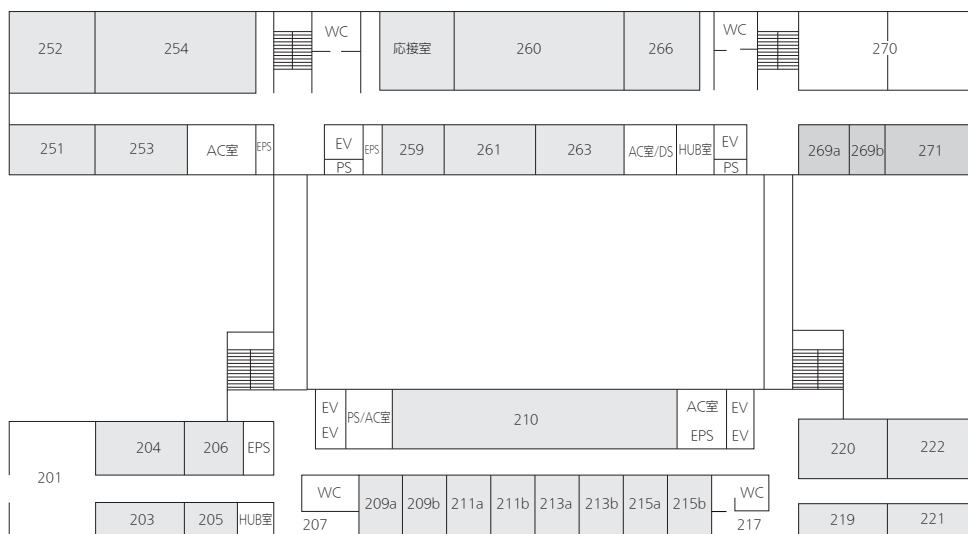 252
254
WC
応接室
260
266
WC
270
251
253
AC室
EPS
EV
PS
EPS
259
261
263
AC室/DS
HUB室
EV
PS
269a
269b
271
EV
EV
PS/AC室
210
AC室
EPS
EV
EV
201
204
206
EPS
220
222
203
205
HUB室
WC
207
209a
209b
211a
211b
213a
213b
215a
215b
WC
217
219
221